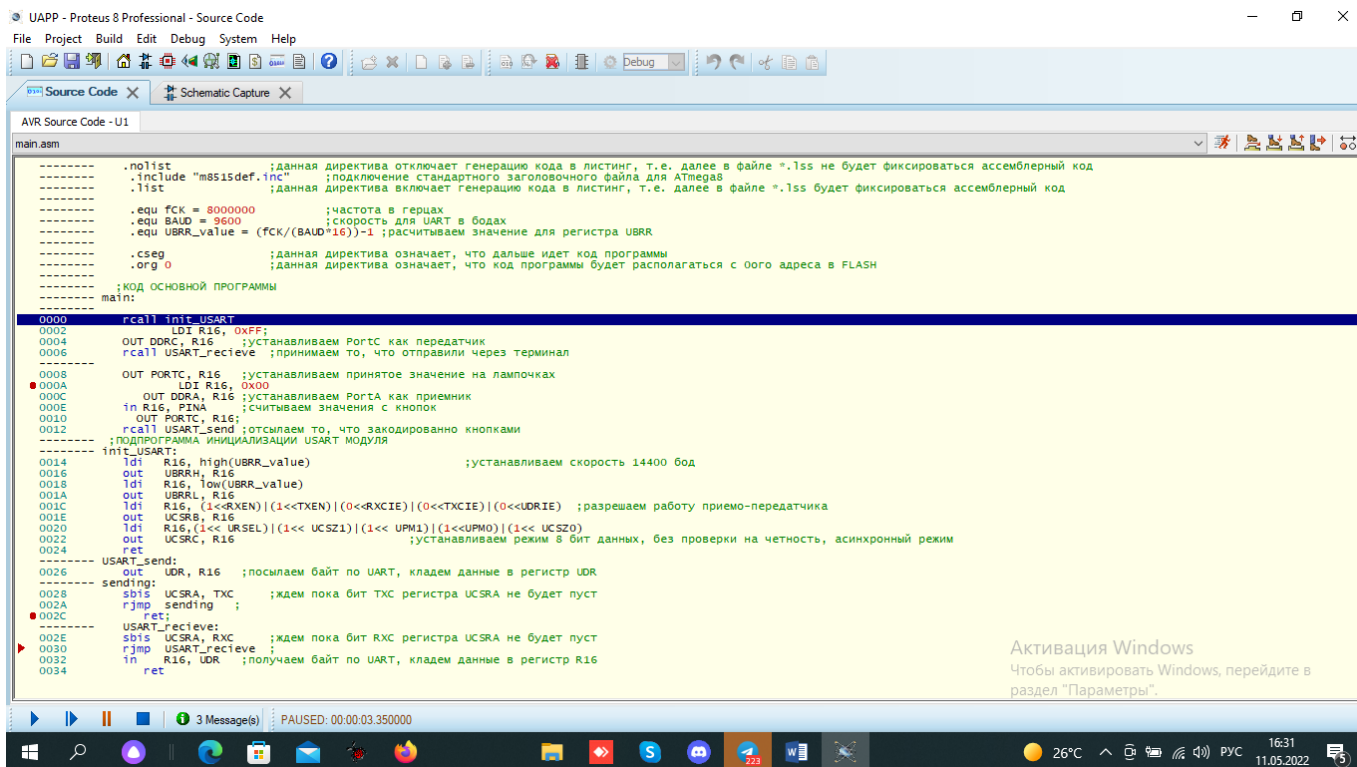 UAPP - Proteus 8 Professional - Source Code
File Project Build Edit Debug System Help
Debug
Source Code
Schematic Capture
AVR Source Code - U1
main.asm
-------- .nolist ;данная директива отключает генерацию кода в листинг, т.е. далее в файле *.lss не будет фиксироваться ассемблерный код
-------- .include "m8515def.inc" ;подключение стандартного заголовочного файла для ATmega8
-------- .list ;данная директива включает генерацию кода в листинг, т.е. далее в файле *.lss будет фиксироваться ассемблерный код
--------
-------- .equ fCK = 8000000 ;частота в герцах
-------- .equ BAUD = 9600 ;скорость для UART в бодах
-------- .equ UBRR_value = (fCK/(BAUD*16))-1 ;расчитываем значение для регистра UBRR
--------
-------- .cseg ;данная директива означает, что дальше идет код программы
-------- .org 0 ;данная директива означает, что код программы будет располагаться с 0ого адреса в FLASH
--------
-------- ;КОД ОСНОВНОЙ ПРОГРАММЫ
-------- main:
--------
0000 rcall init_USART
0002 LDI R16, 0xFF;
0004 OUT DDRC, R16 ;устанавливаем PortC как передатчик
0006 rcall USART_recieve ;принимаем то, что отправили через терминал
--------
0008 OUT PORTC, R16 ;устанавливаем принятое значение на лампочках
000A LDI R16, 0x00
000C OUT DDRA, R16 ;устанавливаем PortA как приемник
000E in R16, PINA ;считываем значения с кнопок
0010 OUT PORTC, R16;
0012 rcall USART_send ;отсылаем то, что закодированно кнопками
-------- ;ПОДПРОГРАММА ИНИЦИАЛИЗАЦИИ USART МОДУЛЯ
-------- init_USART:
0014 ldi R16, high(UBRR_value) ;устанавливаем скорость 14400 бод
0016 out UBRRH, R16
0018 ldi R16, low(UBRR_value)
001A out UBRRL, R16
001C ldi R16, (1<<RXEN)|(1<<TXEN)|(0<<RXCIE)|(0<<TXCIE)|(0<<UDRIE) ;разрешаем работу приемо-передатчика
001E out UCSRB, R16
0020 ldi R16,(1<< URSEL)|(1<< UCSZ1)|(1<< UPM1)|(1<<UPM0)|(1<< UCSZ0)
0022 out UCSRC, R16 ;устанавливаем режим 8 бит данных, без проверки на четность, асинхронный режим
0024 ret
-------- USART_send:
0026 out UDR, R16 ;посылаем байт по UART, кладем данные в регистр UDR
-------- sending:
0028 sbis UCSRA, TXC ;ждем пока бит TXC регистра UCSRA не будет пуст
002A rjmp sending ;
002C ret;
-------- USART_recieve:
002E sbis UCSRA, RXC ;ждем пока бит RXC регистра UCSRA не будет пуст
0030 rjmp USART_recieve ;
0032 in R16, UDR ;получаем байт по UART, кладем данные в регистр R16
0034 ret
Активация Windows
Чтобы активировать Windows, перейдите в
раздел "Параметры".
3 Message(s) PAUSED: 00:00:03.350000
223
26°C РУС 16:31
11.05.2022
5